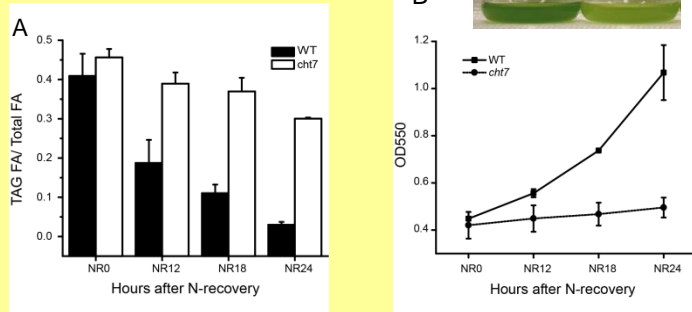 A
WT
cht7
0.5
0.4
0.3
0.2
0.1
0.0
TAG FA/ Total FA
NR0 NR12 NR18 NR24
Hours after N-recovery
WT
cht7
1.2
1.0
0.8
0.6
0.4
OD550
NR0 NR12 NR18 NR24
Hours after N-recovery